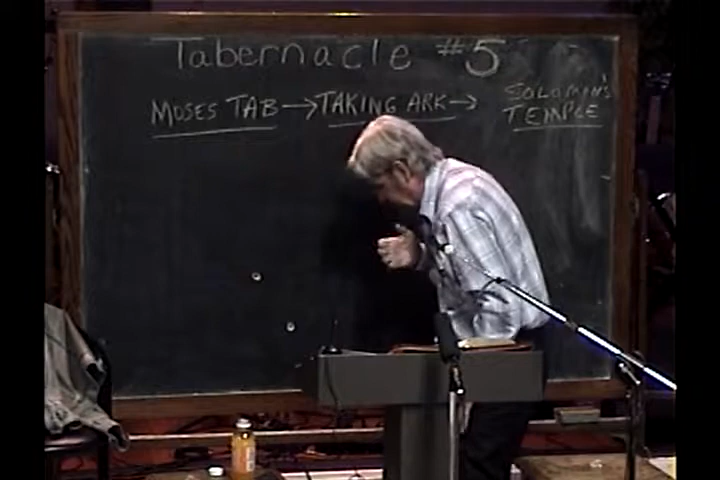 Tabernacle #5
MOSES TAB → TAKING ARK → SOLOMON'S
TEMPLE